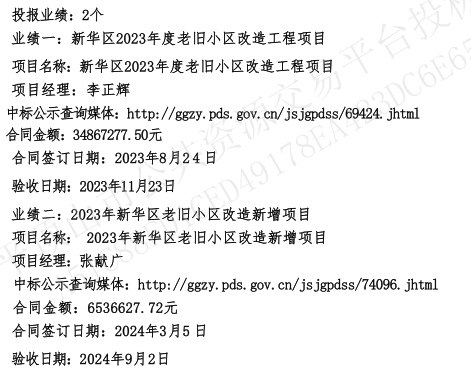 投报业绩：2个
业绩一：新华区2023年度老旧小区改造工程项目
项目名称：新华区2023年度老旧小区改造工程项目
项目经理：李正辉
中标公示查询媒体：http://ggzy.pds.gov.cn/jsjgpdss/69424.jhtml
合同金额：34867277.50元
合同签订日期：2023年8月24日
验收日期：2023年11月23日
业绩二：2023年新华区老旧小区改造新增项目
项目名称： 2023年新华区老旧小区改造新增项目
项目经理：张献广
中标公示查询媒体：http://ggzy.pds.gov.cn/jsjgpdss/74096.jhtml
合同金额：6536627.72元
合同签订日期：2024年3月5日
验收日期：2024年9月2日